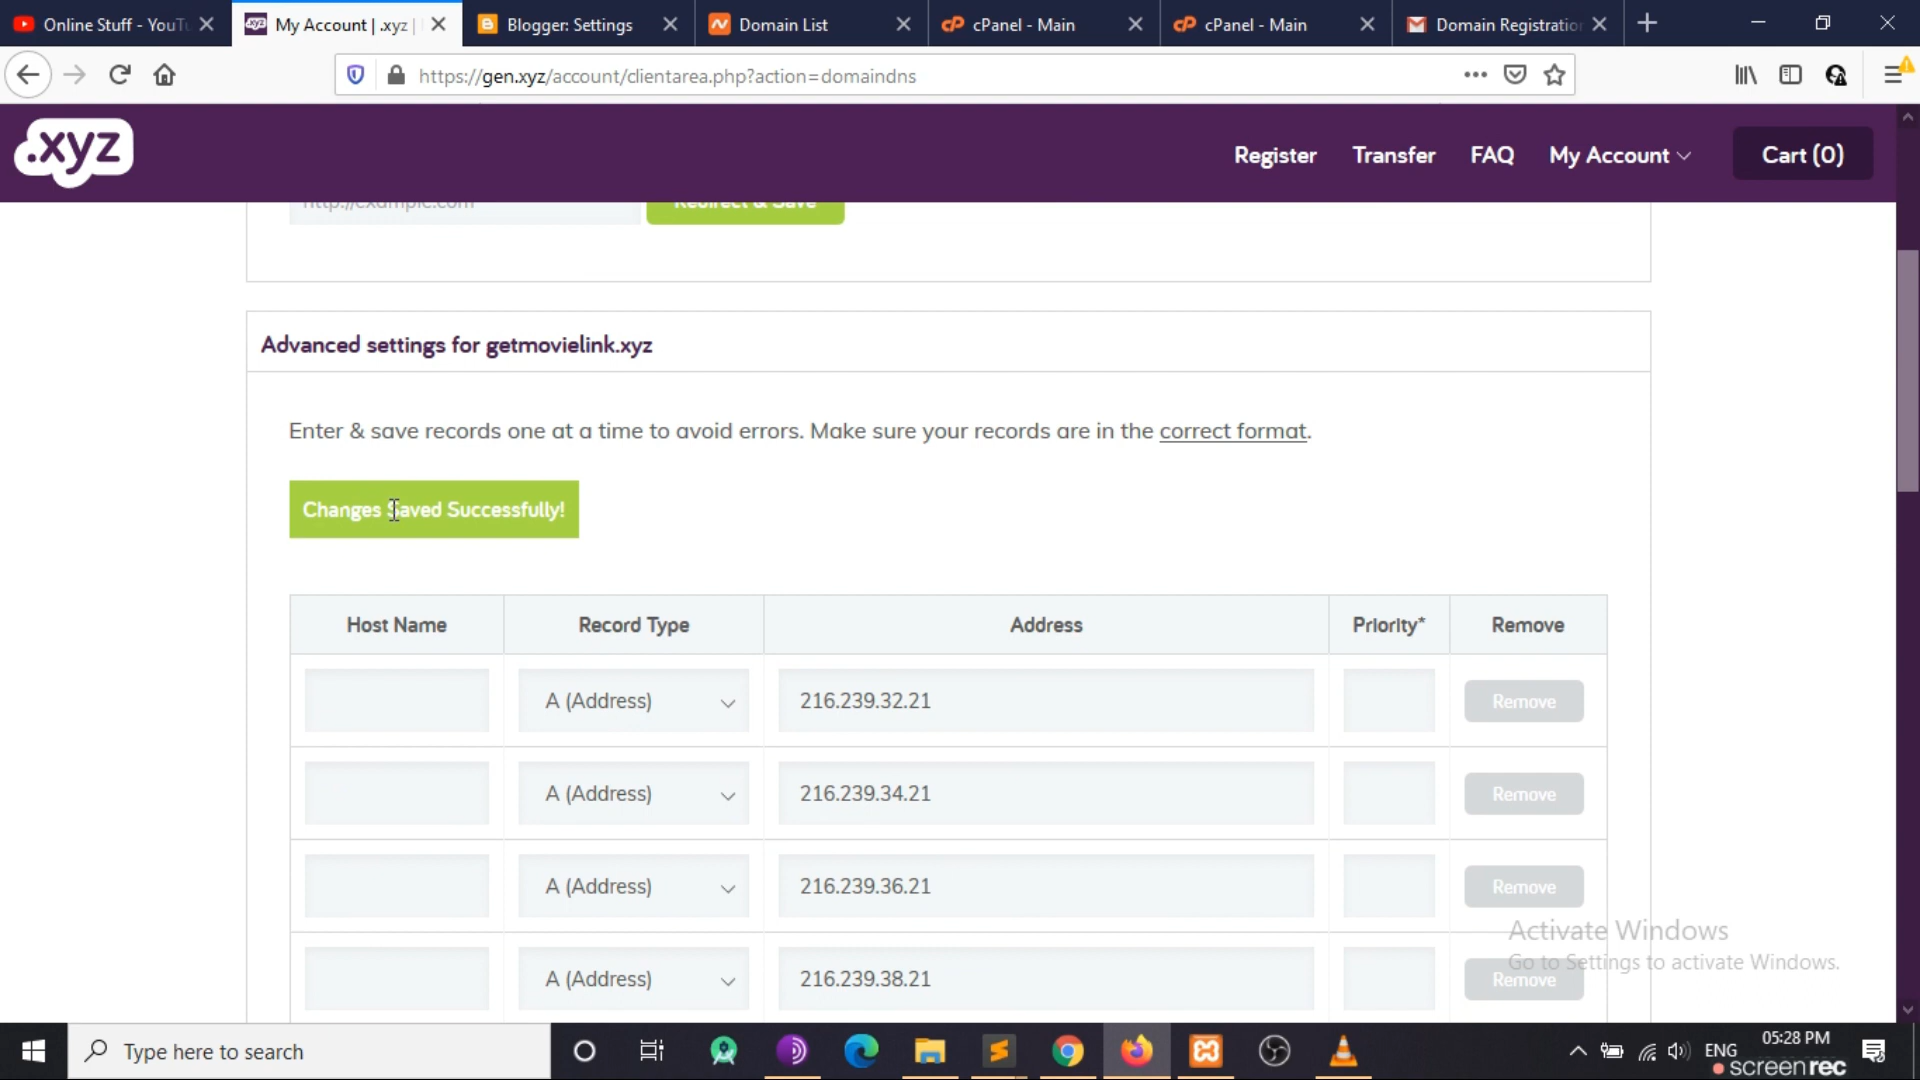 Online Stuff - YouTu
My Account | .xyz |
Blogger: Settings
Domain List
cPanel - Main
cPanel - Main
Domain Registratio
https://gen.xyz/account/clientarea.php?action=domaindns
.xyz
Register
Transfer
FAQ
My Account
Cart (0)
http://example.com
Redirect & Save
Advanced settings for getmovielink.xyz
Enter & save records one at a time to avoid errors. Make sure your records are in the correct format.
Changes Saved Successfully!
Host Name Record Type Address Priority* Remove
A (Address) 216.239.32.21 Remove
A (Address) 216.239.34.21 Remove
A (Address) 216.239.36.21 Remove
A (Address) 216.239.38.21 Remove
Activate Windows
Go to Settings to activate Windows.
Type here to search
ENG
05:28 PM
screenrec